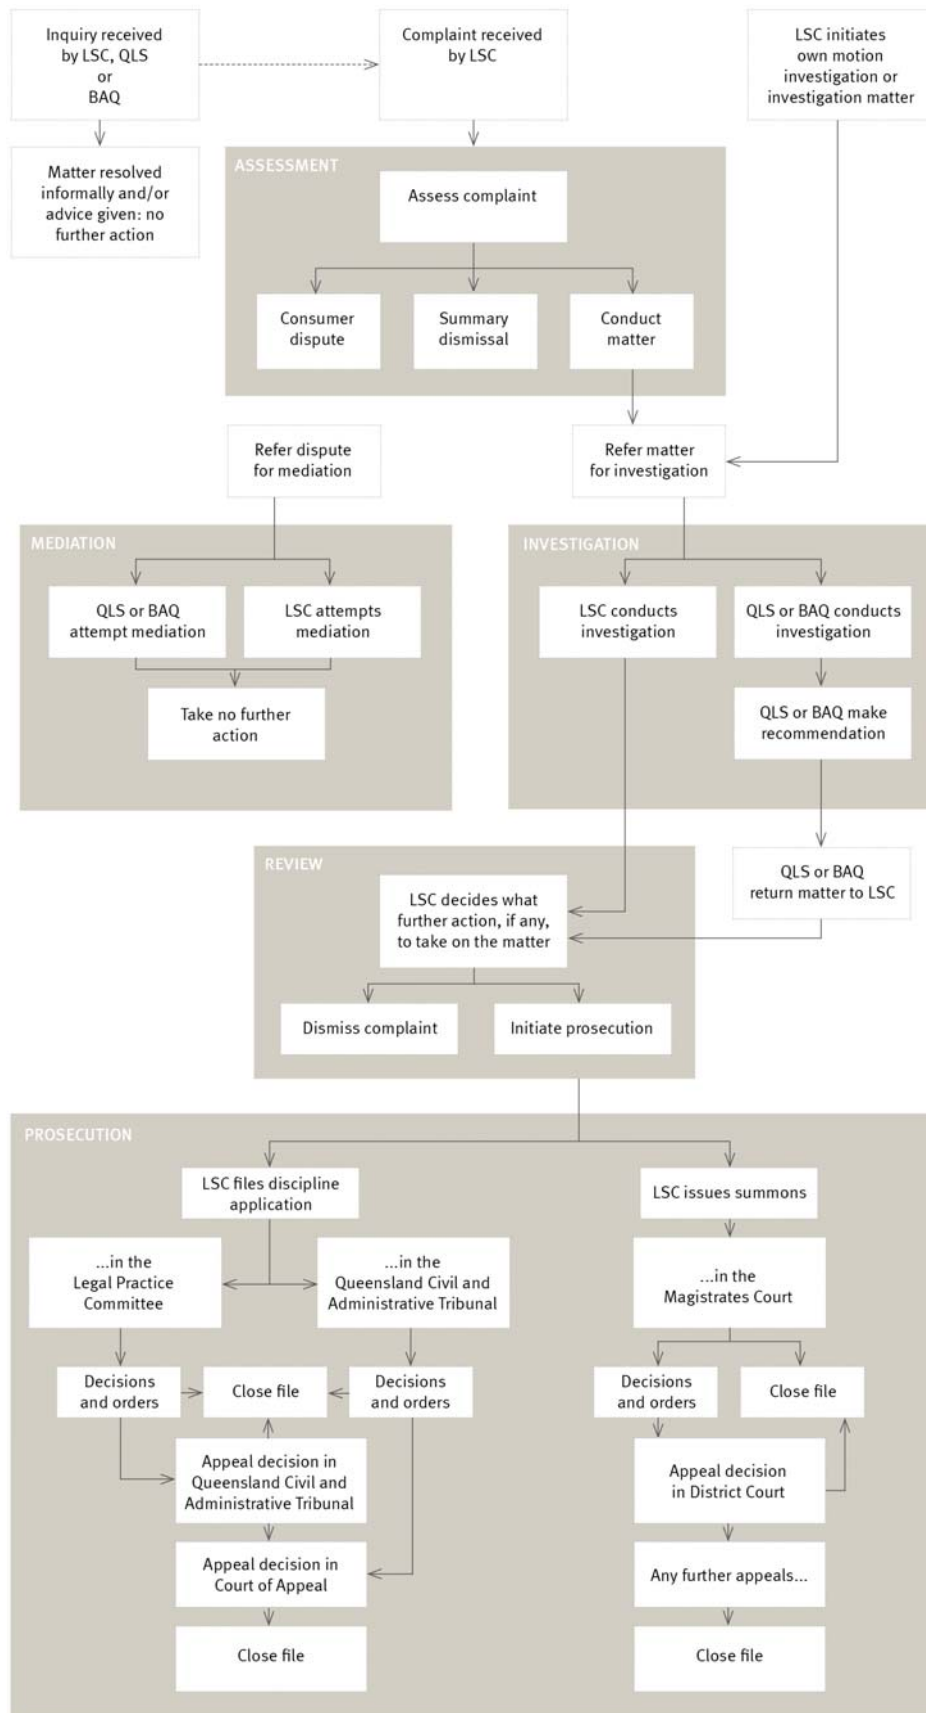 Inquiry received
by LSC, QLS
or
BAQ
Complaint received
by LSC
LSC initiates
own motion
investigation or
investigation matter
Matter resolved
informally and/or
advice given: no
further action
ASSESSMENT
Assess complaint
Consumer
dispute
Summary
dismissal
Conduct
matter
Refer dispute
for mediation
Refer matter
for investigation
MEDIATION
QLS or BAQ
attempt mediation
LSC attempts
mediation
Take no further
action
INVESTIGATION
LSC conducts
investigation
QLS or BAQ conducts
investigation
QLS or BAQ make
recommendation
QLS or BAQ
return matter to LSC
REVIEW
LSC decides what
further action, if any,
to take on the matter
Dismiss complaint
Initiate prosecution
PROSECUTION
LSC files discipline
application
LSC issues summons
...in the
Legal Practice
Committee
...in the
Queensland Civil and
Administrative Tribunal
...in the
Magistrates Court
Decisions
and orders
Close file
Decisions
and orders
Decisions
and orders
Close file
Appeal decision in
Queensland Civil and
Administrative Tribunal
Appeal decision
in District Court
Appeal decision in
Court of Appeal
Any further appeals...
Close file
Close file